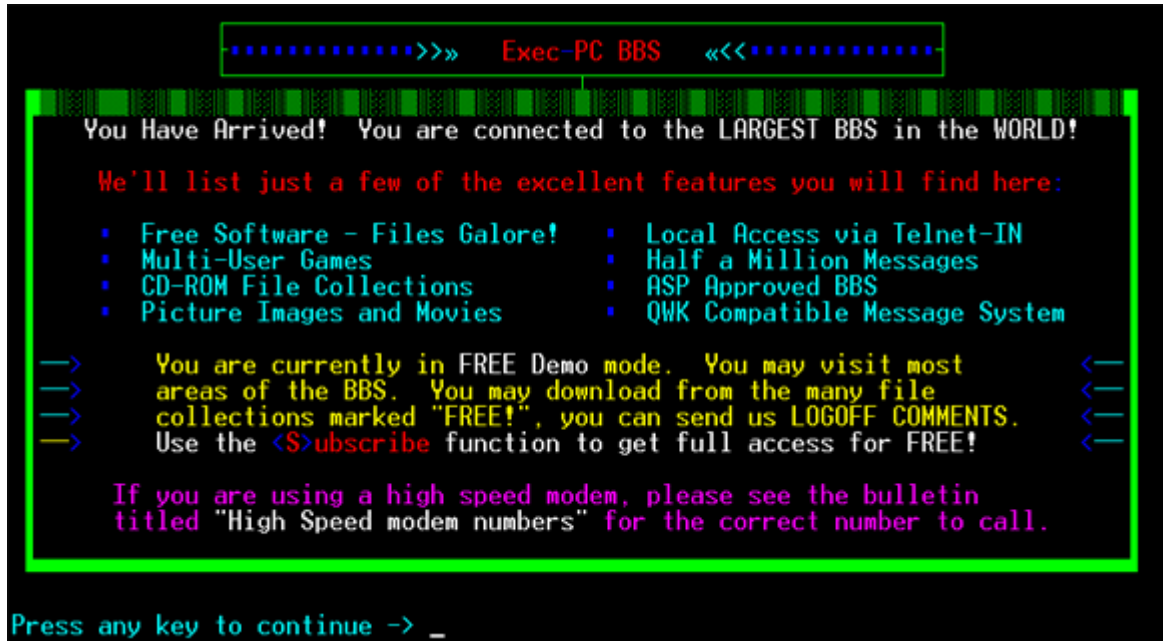 >>» Exec-PC BBS «<<
You Have Arrived! You are connected to the LARGEST BBS in the WORLD!
We'll list just a few of the excellent features you will find here:
Free Software - Files Galore! Local Access via Telnet-IN
Multi-User Games Half a Million Messages
CD-ROM File Collections ASP Approved BBS
Picture Images and Movies QWK Compatible Message System
──> You are currently in FREE Demo mode. You may visit most <──
──> areas of the BBS. You may download from the many file <──
──> collections marked "FREE!", you can send us LOGOFF COMMENTS. <──
──> Use the <S>ubscribe function to get full access for FREE! <──
If you are using a high speed modem, please see the bulletin
titled "High Speed modem numbers" for the correct number to call.
Press any key to continue -> _